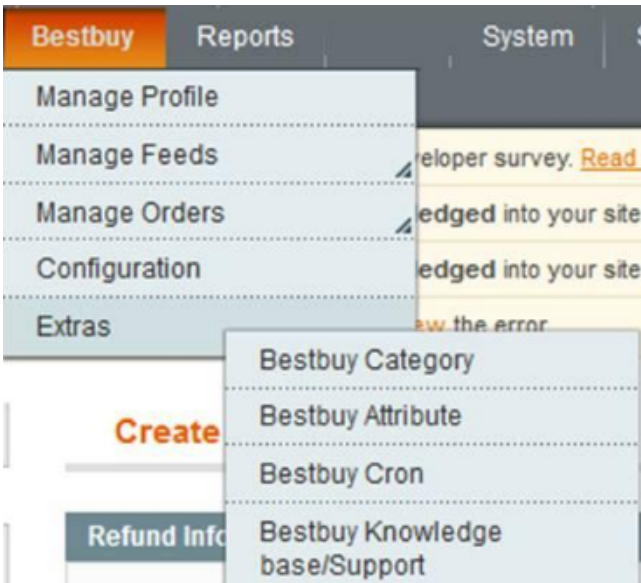 Bestbuy Reports System
Manage Profile
Manage Feeds
eloper survey. Read
Manage Orders
edged into your site
Configuration
edged into your site
Extras
the error
Bestbuy Category
Bestbuy Attribute
Create
Bestbuy Cron
Refund Info
Bestbuy Knowledge
base/Support